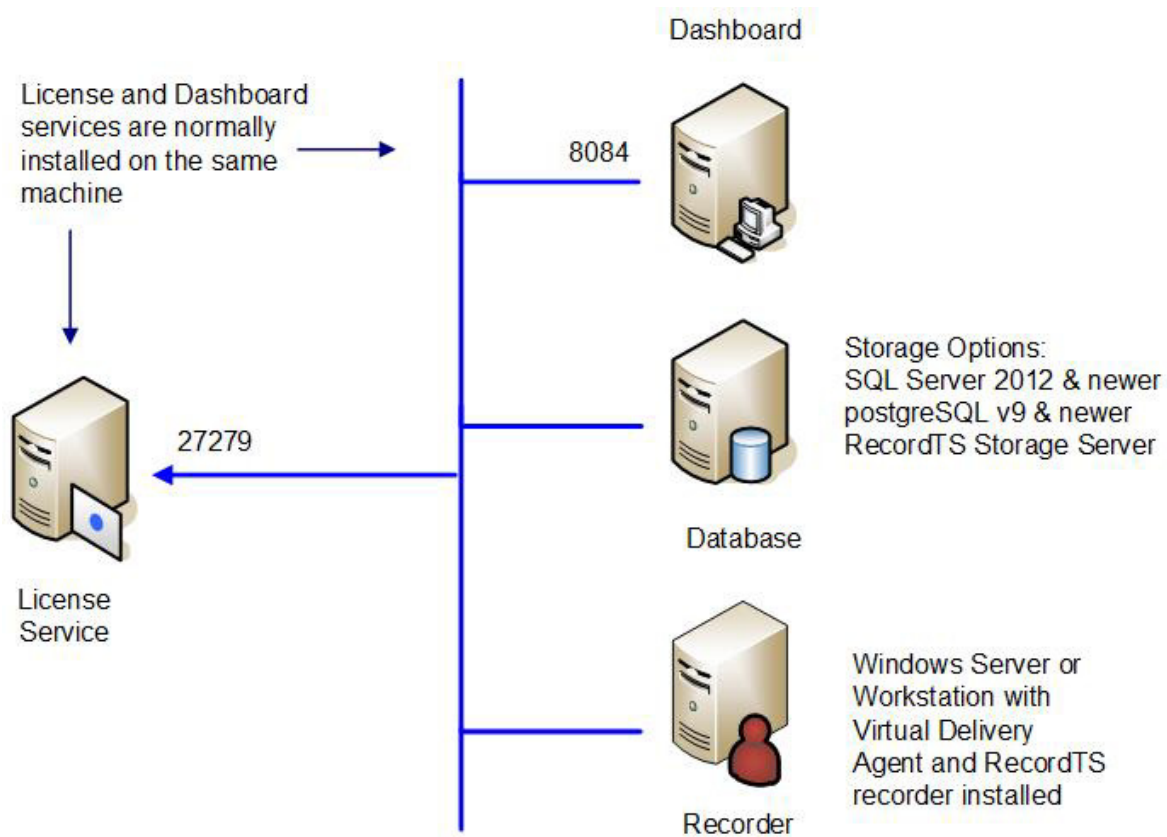 Dashboard
License and Dashboard
services are normally
installed on the same
machine
8084
Storage Options:
SQL Server 2012 & newer
postgreSQL v9 & newer
RecordTS Storage Server
27279
Database
License
Service
Windows Server or
Workstation with
Virtual Delivery
Agent and RecordTS
recorder installed
Recorder